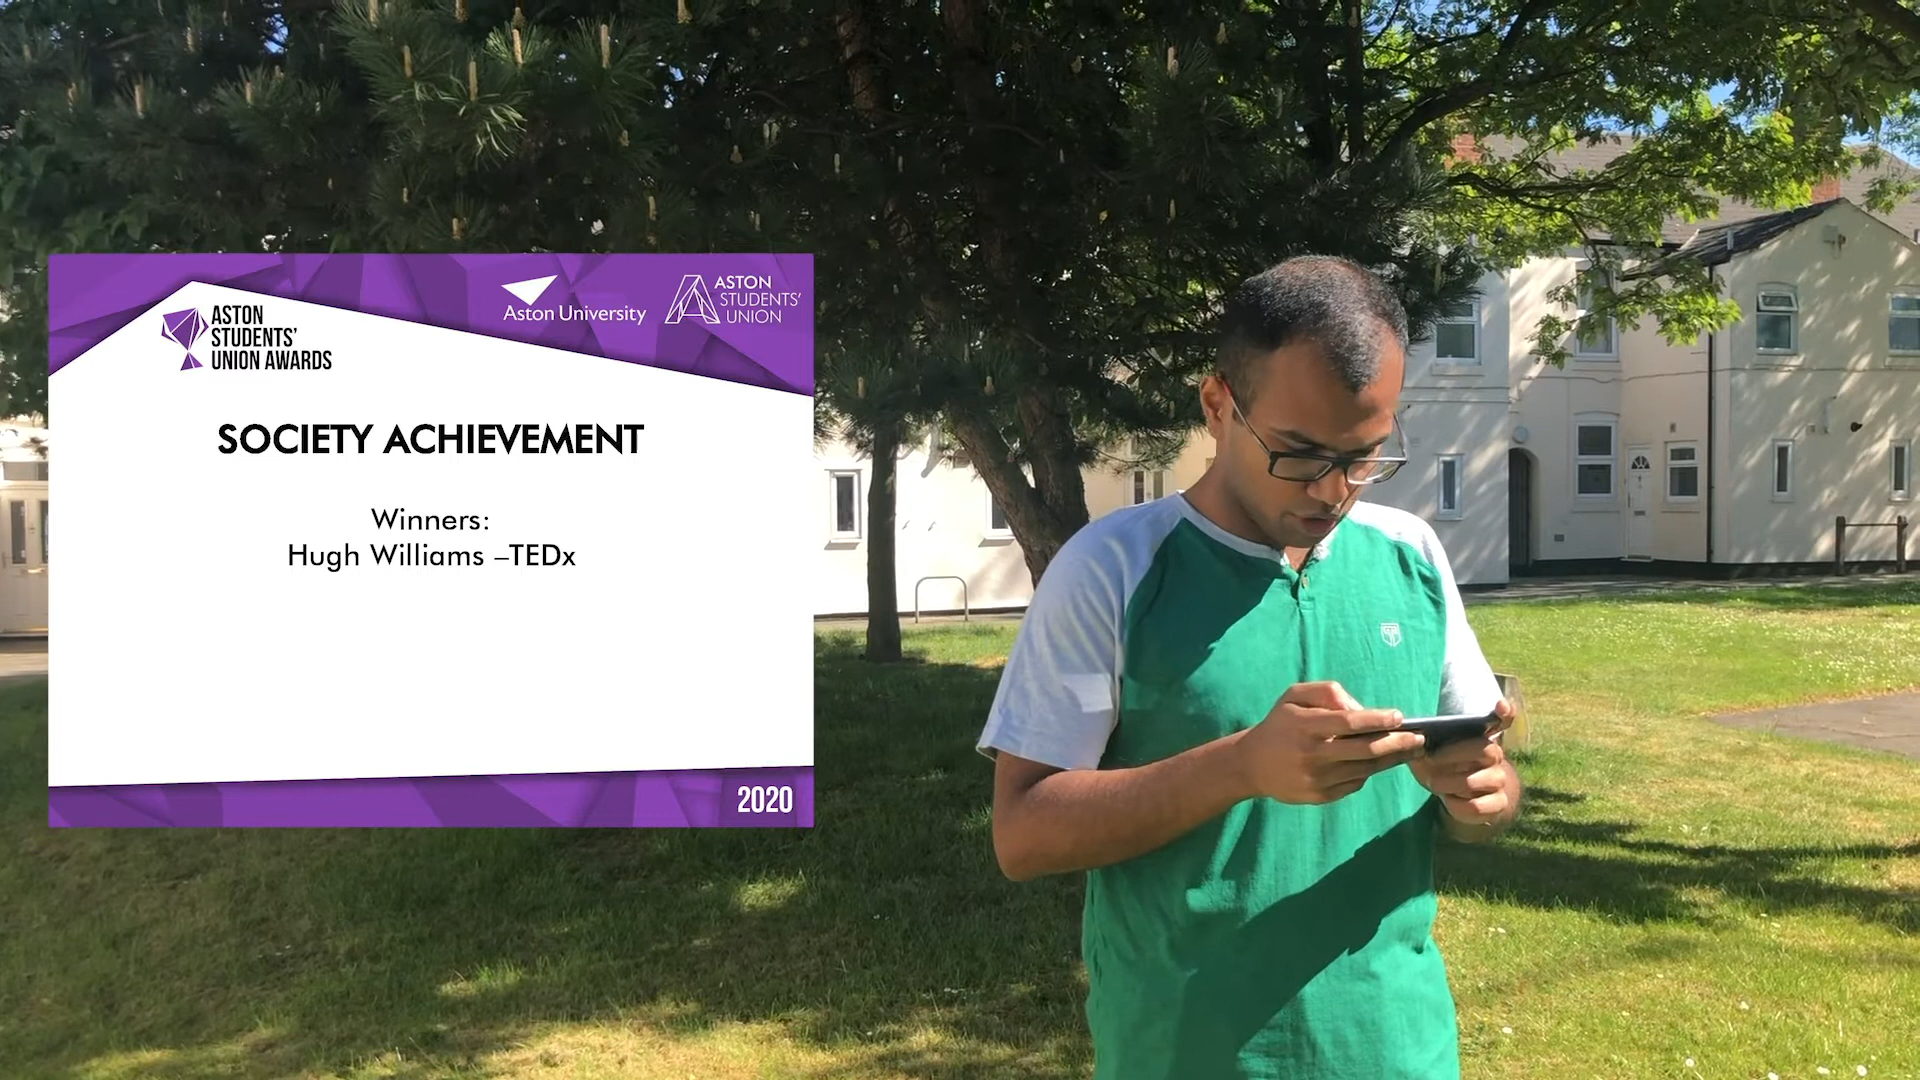 Aston University
ASTON
STUDENTS'
UNION
ASTON
STUDENTS'
UNION AWARDS
SOCIETY ACHIEVEMENT
Winners:
Hugh Williams –TEDx
2020